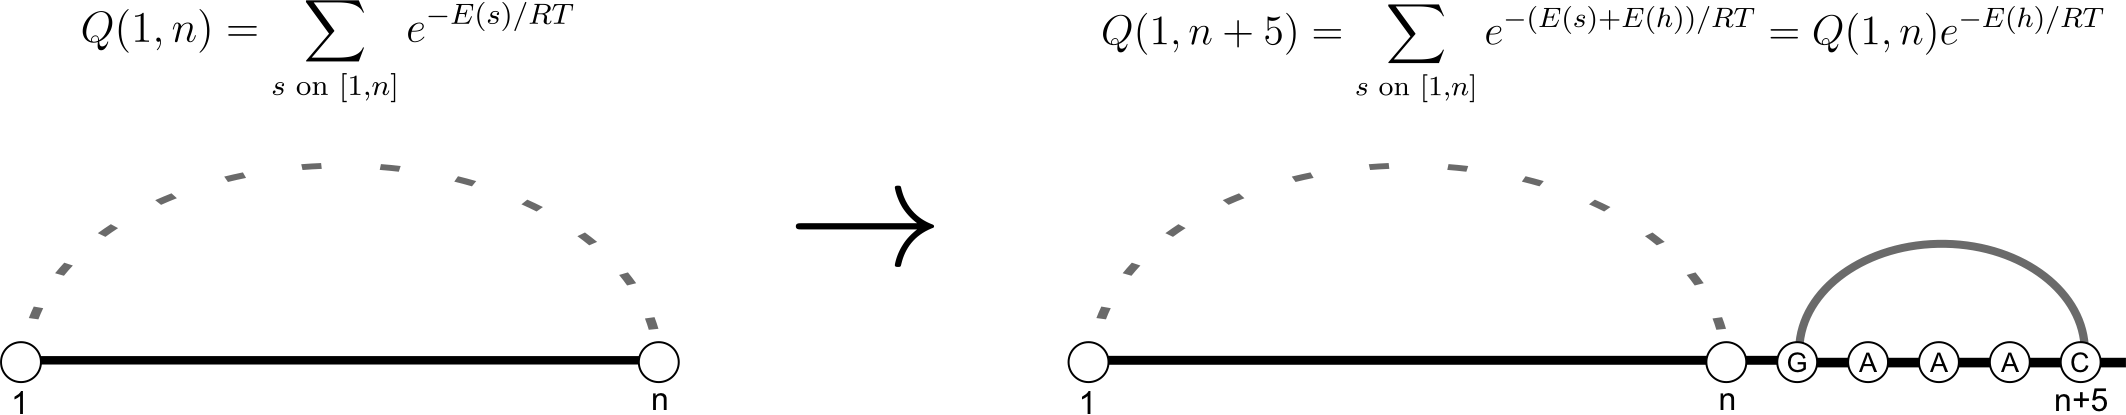 Q(1, n) = ∑ e^{−E(s)/RT}
s on [1,n]
Q(1, n + 5) = ∑ e^{−(E(s)+E(h))/RT} = Q(1, n)e^{−E(h)/RT}
s on [1,n]
1 n
G A A A C
1 n n+5